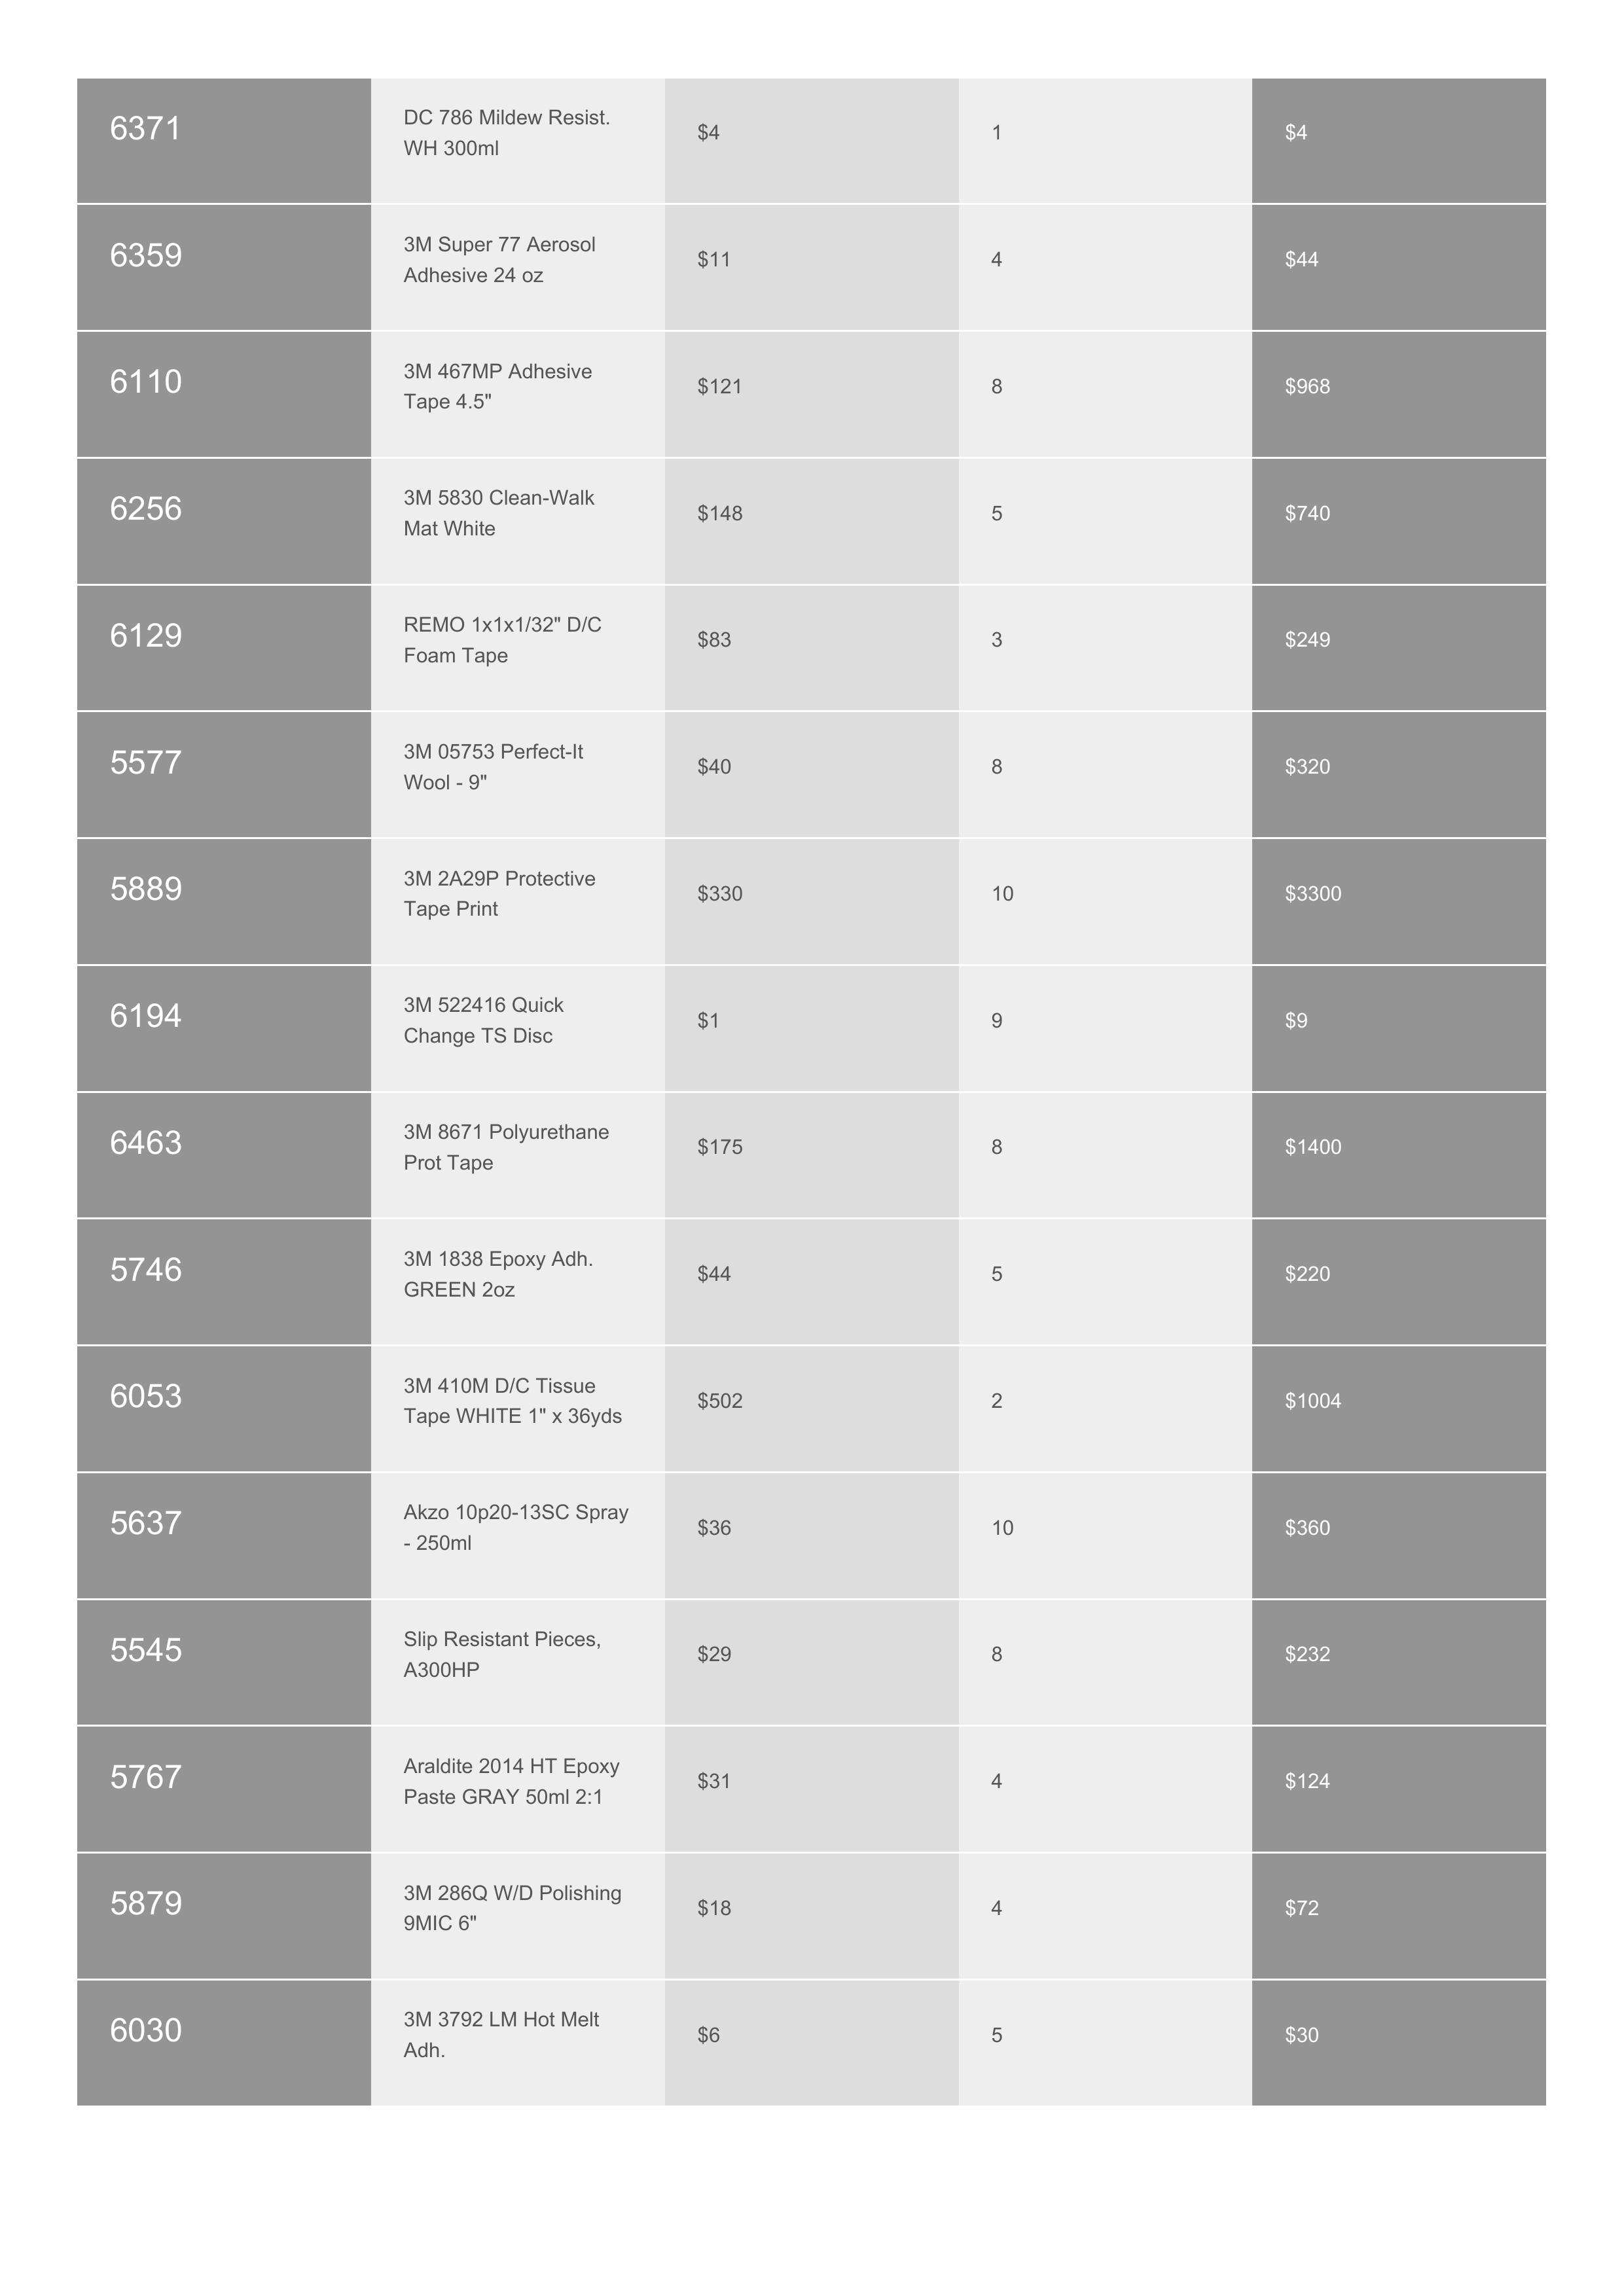 6371 DC 786 Mildew Resist. $4 1 $4
WH 300ml
6359 3M Super 77 Aerosol $11 4 $44
Adhesive 24 oz
6110 3M 467MP Adhesive $121 8 $968
Tape 4.5"
6256 3M 5830 Clean-Walk $148 5 $740
Mat White
6129 REMO 1x1x1/32" D/C $83 3 $249
Foam Tape
5577 3M 05753 Perfect-It $40 8 $320
Wool - 9"
5889 3M 2A29P Protective $330 10 $3300
Tape Print
6194 3M 522416 Quick $1 9 $9
Change TS Disc
6463 3M 8671 Polyurethane $175 8 $1400
Prot Tape
5746 3M 1838 Epoxy Adh. $44 5 $220
GREEN 2oz
6053 3M 410M D/C Tissue $502 2 $1004
Tape WHITE 1" x 36yds
5637 Akzo 10p20-13SC Spray $36 10 $360
- 250ml
5545 Slip Resistant Pieces, $29 8 $232
A300HP
5767 Araldite 2014 HT Epoxy $31 4 $124
Paste GRAY 50ml 2:1
5879 3M 286Q W/D Polishing $18 4 $72
9MIC 6"
6030 3M 3792 LM Hot Melt $6 5 $30
Adh.